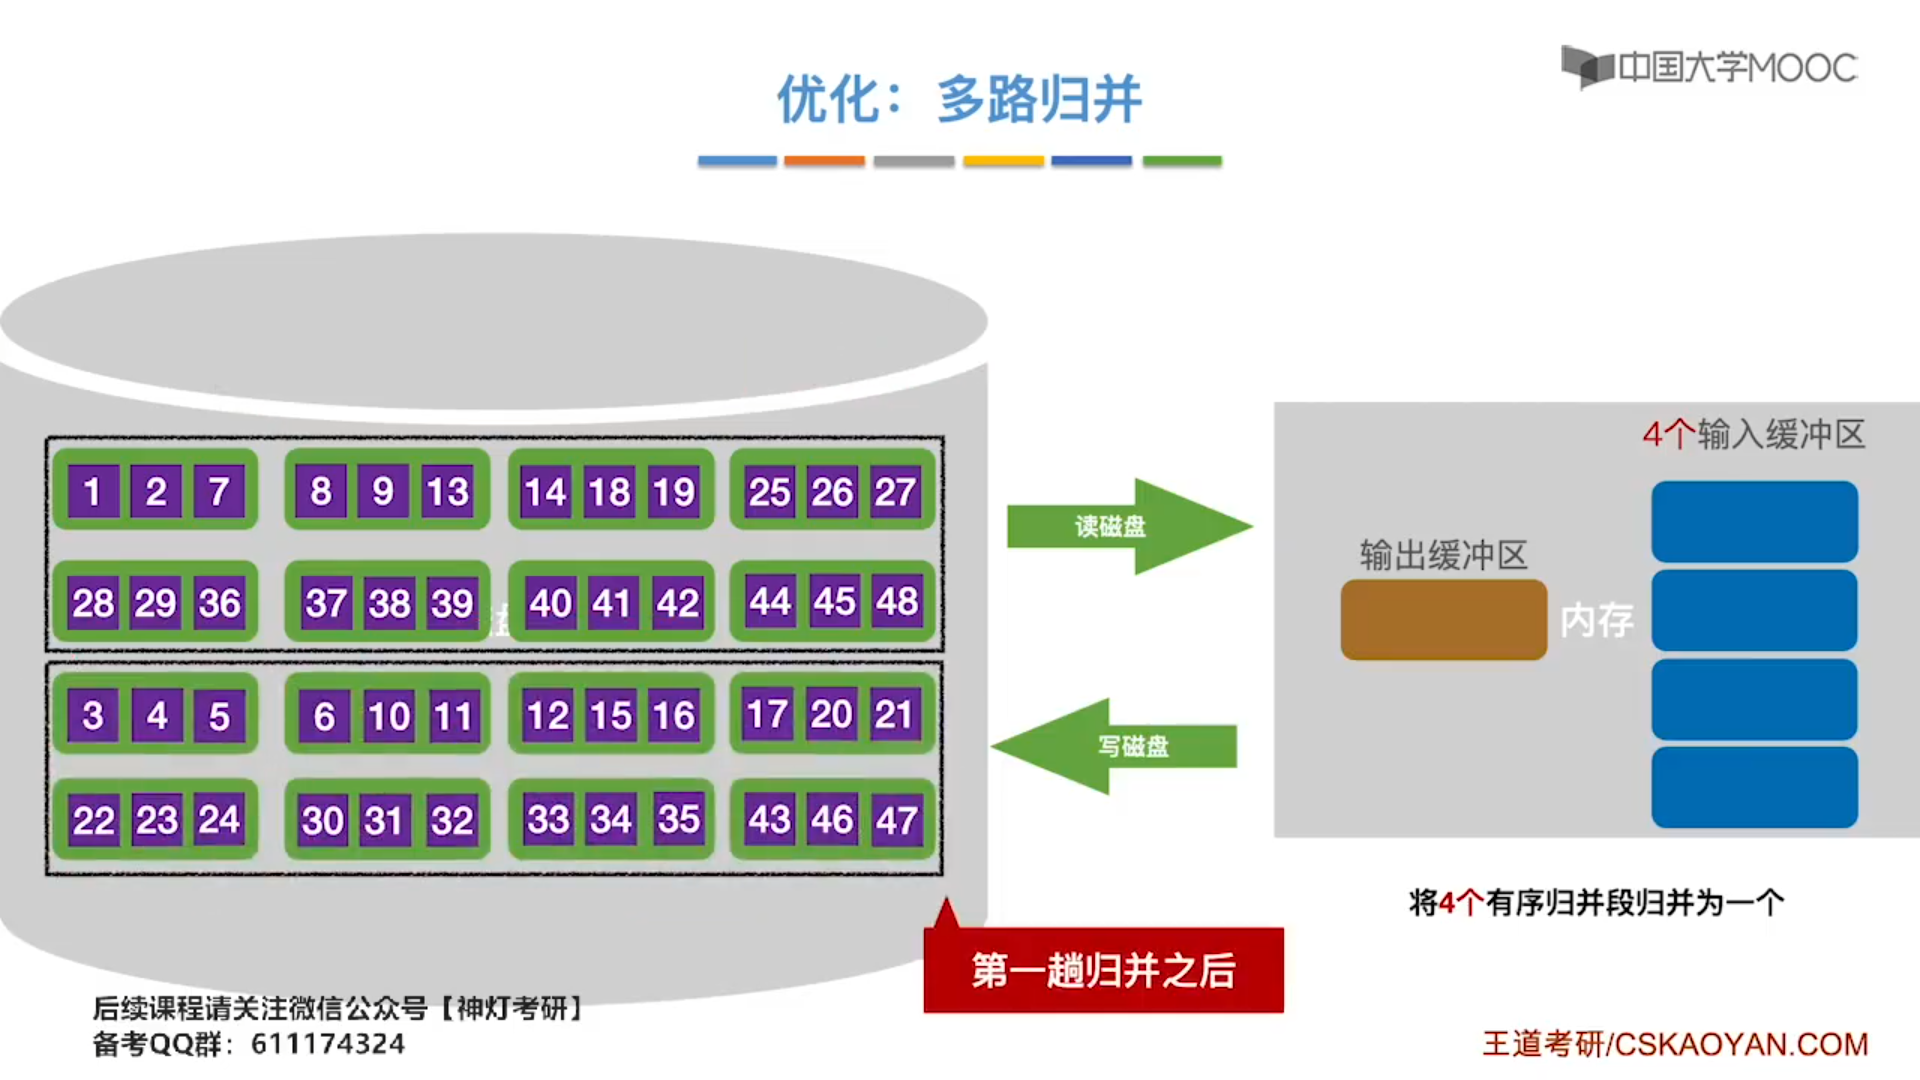 中国大学MOOC
优化：多路归并
1 2 7 8 9 13 14 18 19 25 26 27
28 29 36 37 38 39 40 41 42 44 45 48
3 4 5 6 10 11 12 15 16 17 20 21
22 23 24 30 31 32 33 34 35 43 46 47
读磁盘
写磁盘
4个输入缓冲区
输出缓冲区
内存
将4个有序归并段归并为一个
第一趟归并之后
后续课程请关注微信公众号【神灯考研】
备考QQ群：611174324
王道考研/CSKAOYAN.COM